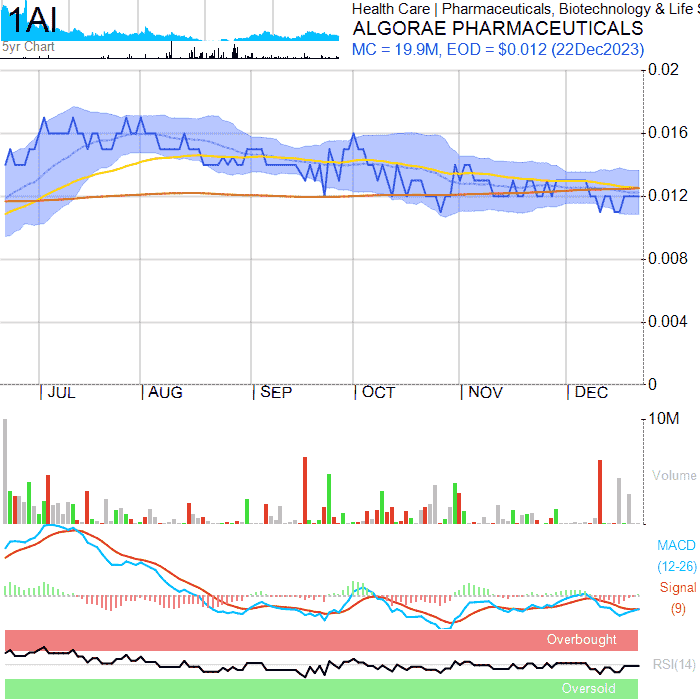 1AI
5yr Chart
Health Care | Pharmaceuticals, Biotechnology & Life S
ALGORAE PHARMACEUTICALS
MC = 19.9M, EOD = $0.012 (22Dec2023)
0.02
0.016
0.012
0.008
0.004
0
JUL AUG SEP OCT NOV DEC
10M
Volume
MACD
(12-26)
Signal
(9)
Overbought
RSI(14)
Oversold